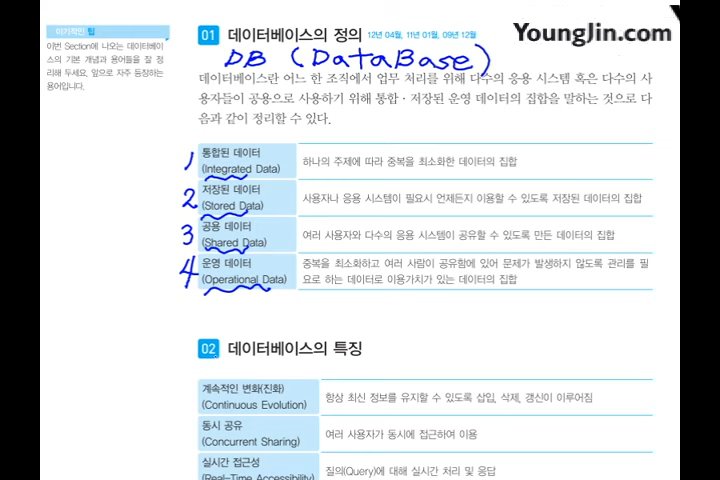 이기적인 팁
이번 Section에 나오는 데이터베이
스의 기본 개념과 용어들을 잘 정
리해 두세요. 앞으로 자주 등장하는
용어입니다.
YoungJin.com
01 데이터베이스의 정의 12년 04월, 11년 01월, 09년 12월
DB (DataBase)
데이터베이스란 어느 한 조직에서 업무 처리를 위해 다수의 응용 시스템 혹은 다수의 사
용자들이 공용으로 사용하기 위해 통합·저장된 운영 데이터의 집합을 말하는 것으로 다
음과 같이 정리할 수 있다.
1 통합된 데이터
(Integrated Data)
하나의 주제에 따라 중복을 최소화한 데이터의 집합
2 저장된 데이터
(Stored Data)
사용자나 응용 시스템이 필요시 언제든지 이용할 수 있도록 저장된 데이터의 집합
3 공용 데이터
(Shared Data)
여러 사용자와 다수의 응용 시스템이 공유할 수 있도록 만든 데이터의 집합
4 운영 데이터
(Operational Data)
중복을 최소화하고 여러 사람이 공유함에 있어 문제가 발생하지 않도록 관리를 필
요로 하는 데이터로 이용가치가 있는 데이터의 집합
02 데이터베이스의 특징
계속적인 변화(진화)
(Continuous Evolution)
항상 최신 정보를 유지할 수 있도록 삽입, 삭제, 갱신이 이루어짐
동시 공유
(Concurrent Sharing)
여러 사용자가 동시에 접근하여 이용
실시간 접근성
(Real-Time Accessibility)
질의(Query)에 대해 실시간 처리 및 응답